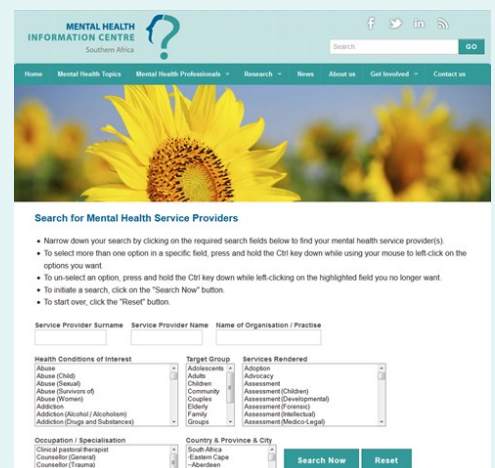 MENTAL HEALTH
INFORMATION CENTRE
Southern Africa
Search
GO
Home Mental Health Topics Mental Health Professionals Research News About us Get Involved Contact us
Search for Mental Health Service Providers
• Narrow down your search by clicking on the required search fields below to find your mental health service provider(s).
• To select more than one option in a specific field, press and hold the Ctrl key down while using your mouse to left-click on the
options you want.
• To un-select an option, press and hold the Ctrl key down while left-clicking on the highlighted field you no longer want.
• To initiate a search, click on the "Search Now" button.
• To start over, click the "Reset" button.
Service Provider Surname Service Provider Name Name of Organisation / Practise
Health Conditions of Interest Target Group Services Rendered
Abuse Adolescents Adoption
Abuse (Child) Adults Advocacy
Abuse (Sexual) Children Assessment
Abuse (Survivors of) Community Assessment (Children)
Abuse (Women) Couples Assessment (Developmental)
Addiction Elderly Assessment (Forensic)
Addiction (Alcohol / Alcoholism) Family Assessment (Intellectual)
Addiction (Drugs and Substances) Groups Assessment (Medico-Legal)
Occupation / Specialisation Country & Province & City
Clinical pastoral therapist South Africa
Counsellor (General) -Eastern Cape
Counsellor (Trauma) --Aberdeen
Search Now Reset